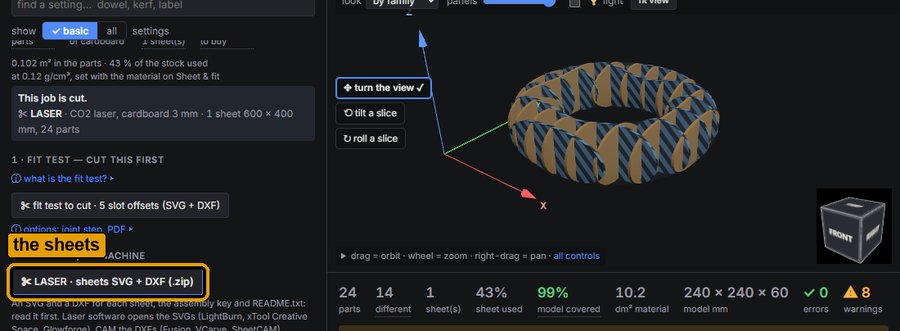 find a setting... dowel, kerf, label
show ✓ basic all settings
parts of cardboard 1 sheet(s) to buy
0.102 m² in the parts · 43 % of the stock used
at 0.12 g/cm³, set with the material on Sheet & fit
This job is cut.
LASER · CO2 laser, cardboard 3 mm · 1 sheet 600 × 400
mm, 24 parts
1 · FIT TEST — CUT THIS FIRST
what is the fit test?
fit test to cut · 5 slot offsets (SVG + DXF)
options: joint step, PDF
the sheets
MACHINE
LASER · sheets SVG + DXF (.zip)
An SVG and a DXF for each sheet, the assembly key and README.txt:
read it first. Laser software opens the SVGs (LightBurn, xTool Creative
Space, Glowforge), CAM the DXFs (Fusion, VCarve, SheetCAM)
look by family panels light fit view
Z
turn the view ✓
tilt a slice
roll a slice
X
FRONT
drag = orbit · wheel = zoom · right-drag = pan · all controls
24 14 1 43% 99% 10.2 240 × 240 × 60 ✓ 0 8
parts different sheet(s) sheet used model covered dm² material model mm errors warnings